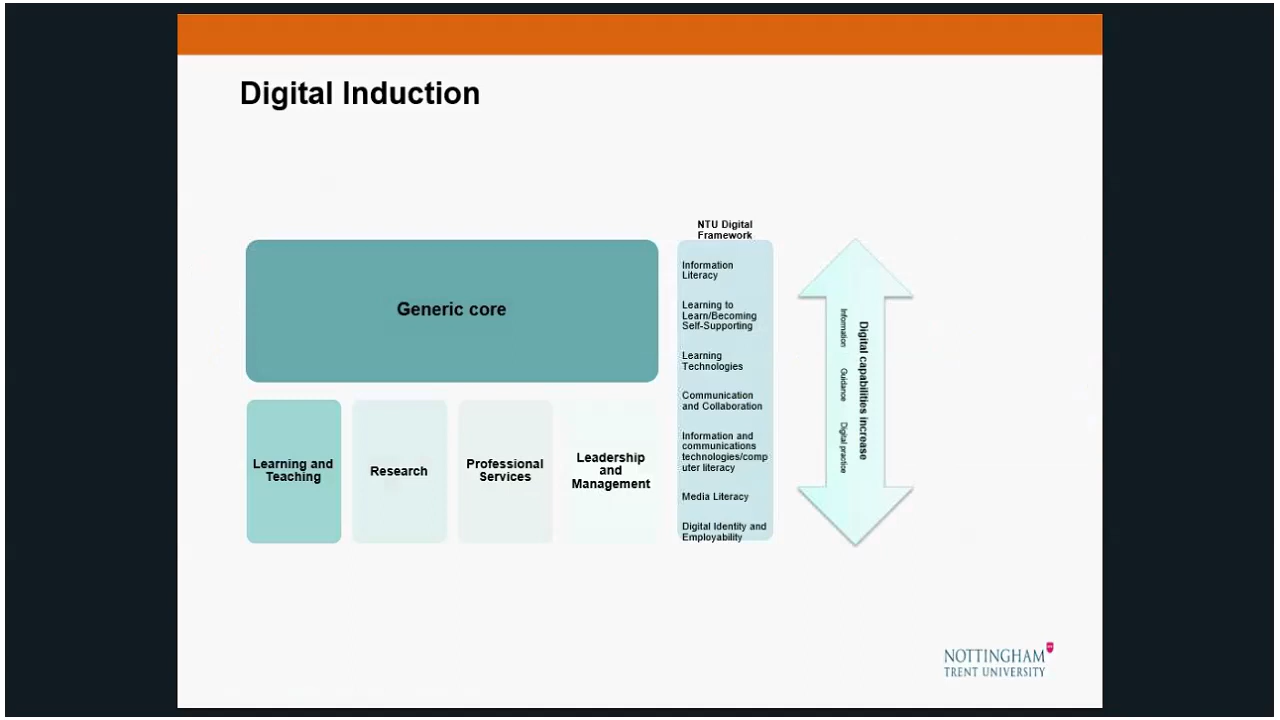 Digital Induction
Generic core
Learning and
Teaching
Research
Professional
Services
Leadership
and
Management
NTU Digital
Framework
Information
Literacy
Learning to
Learn/Becoming
Self-Supporting
Learning
Technologies
Communication
and Collaboration
Information and
communications
technologies/comp
uter literacy
Media Literacy
Digital Identity and
Employability
Digital capabilities increase
Information Guidance Digital practice
NOTTINGHAM
TRENT UNIVERSITY